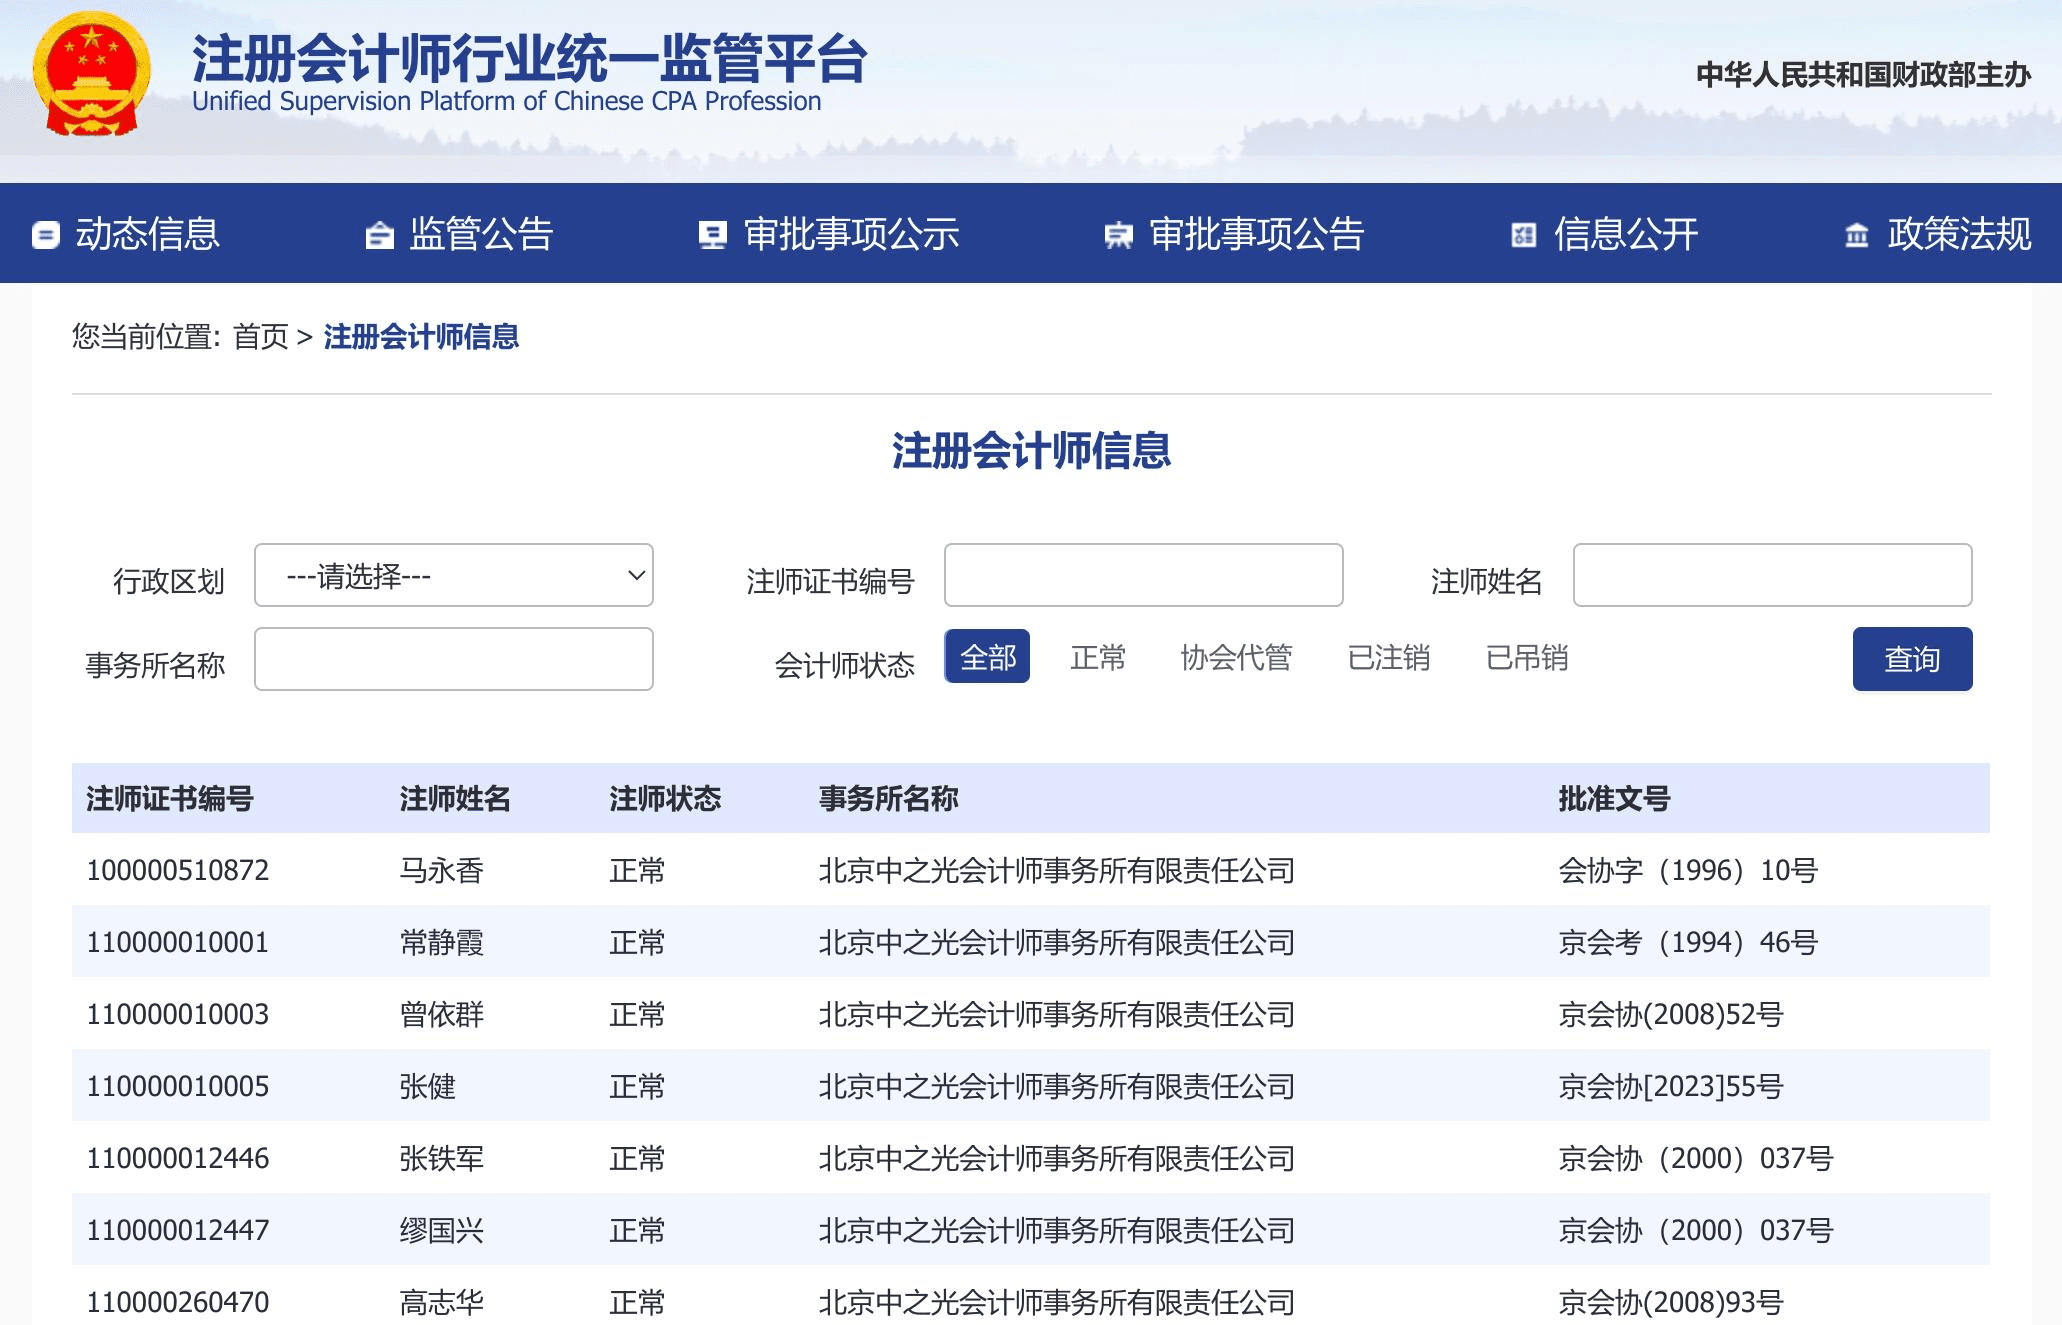 注册会计师行业统一监管平台
Unified Supervision Platform of Chinese CPA Profession
中华人民共和国财政部主办
动态信息 监管公告 审批事项公示 审批事项公告 信息公开 政策法规
您当前位置: 首页 > 注册会计师信息
注册会计师信息
行政区划 ---请选择--- 注师证书编号 注师姓名
事务所名称 会计师状态 全部 正常 协会代管 已注销 已吊销 查询
注师证书编号 注师姓名 注师状态 事务所名称 批准文号
100000510872 马永香 正常 北京中之光会计师事务所有限责任公司 会协字（1996）10号
110000010001 常静霞 正常 北京中之光会计师事务所有限责任公司 京会考（1994）46号
110000010003 曾依群 正常 北京中之光会计师事务所有限责任公司 京会协(2008)52号
110000010005 张健 正常 北京中之光会计师事务所有限责任公司 京会协[2023]55号
110000012446 张铁军 正常 北京中之光会计师事务所有限责任公司 京会协（2000）037号
110000012447 缪国兴 正常 北京中之光会计师事务所有限责任公司 京会协（2000）037号
110000260470 高志华 正常 北京中之光会计师事务所有限责任公司 京会协(2008)93号